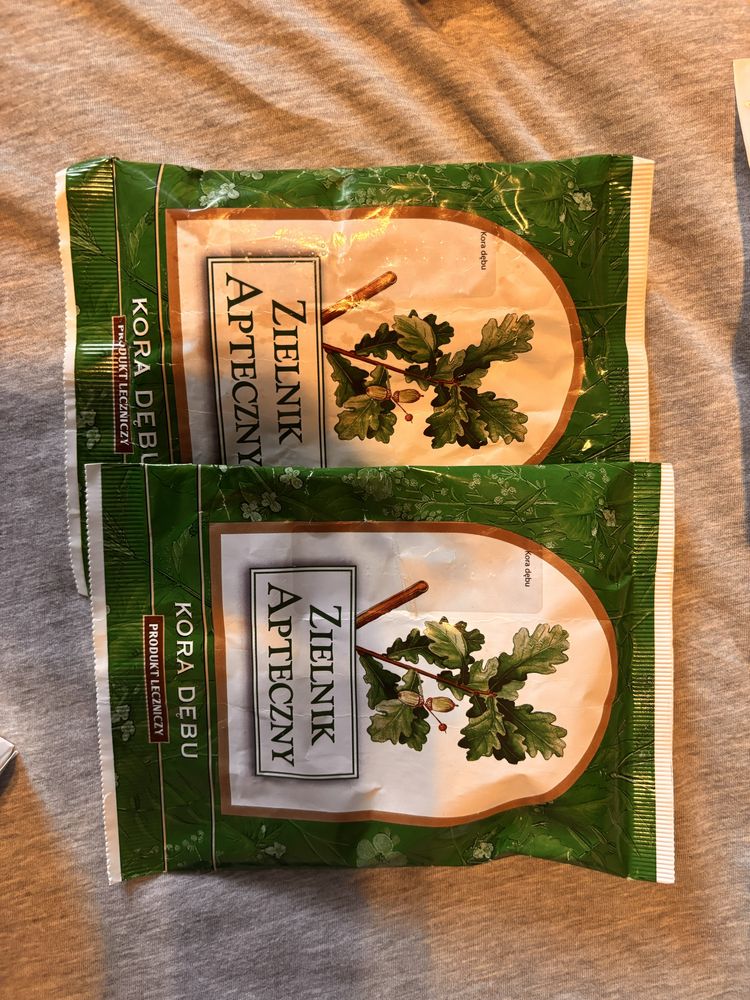 Kora dębu
ZIELNIK
APTECZNY
KORA DĘBU
PRODUKT LECZNICZY
Kora dębu
ZIELNIK
APTECZNY
KORA DĘBU
PRODUKT LECZNICZY